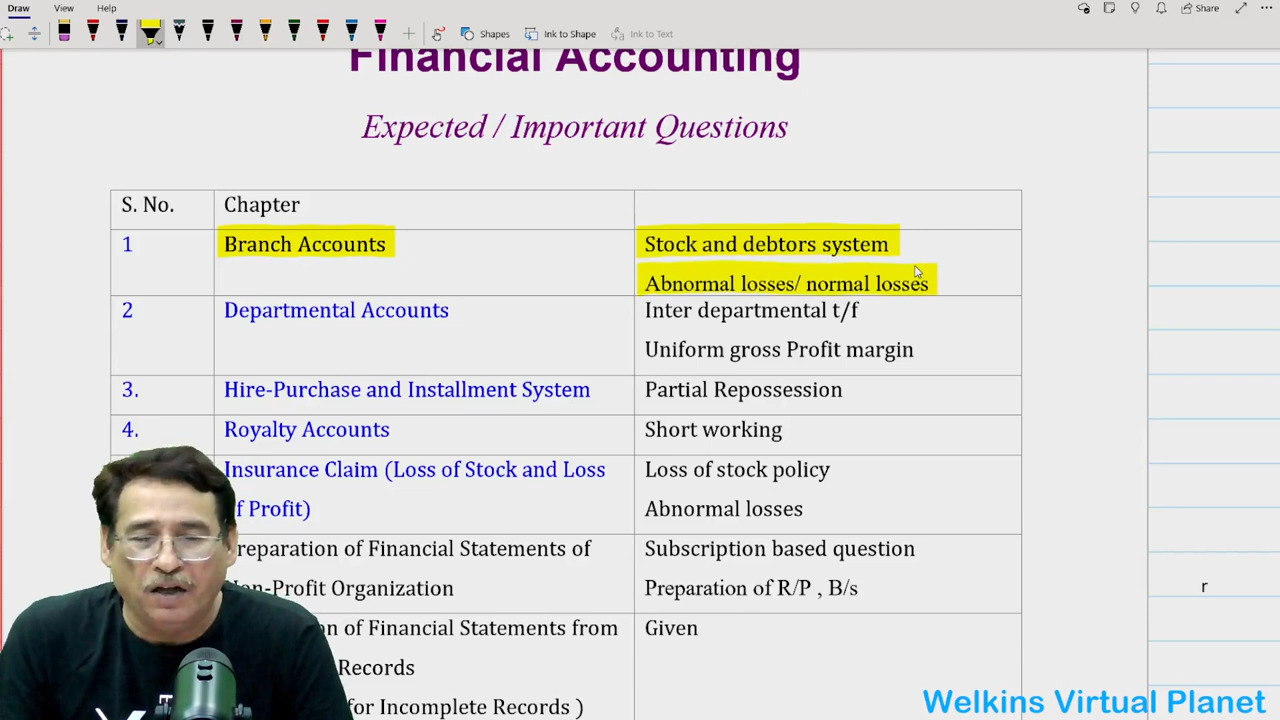 Draw View Help
Share
Shapes Ink to Shape Ink to Text
Financial Accounting
Expected / Important Questions
S. No. Chapter
1 Branch Accounts Stock and debtors system
Abnormal losses/ normal losses
2 Departmental Accounts Inter departmental t/f
Uniform gross Profit margin
3. Hire-Purchase and Installment System Partial Repossession
4. Royalty Accounts Short working
Insurance Claim (Loss of Stock and Loss Loss of stock policy
f Profit) Abnormal losses
reparation of Financial Statements of Subscription based question
n-Profit Organization Preparation of R/P , B/s
r
on of Financial Statements from Given
Records
for Incomplete Records )
Welkins Virtual Planet